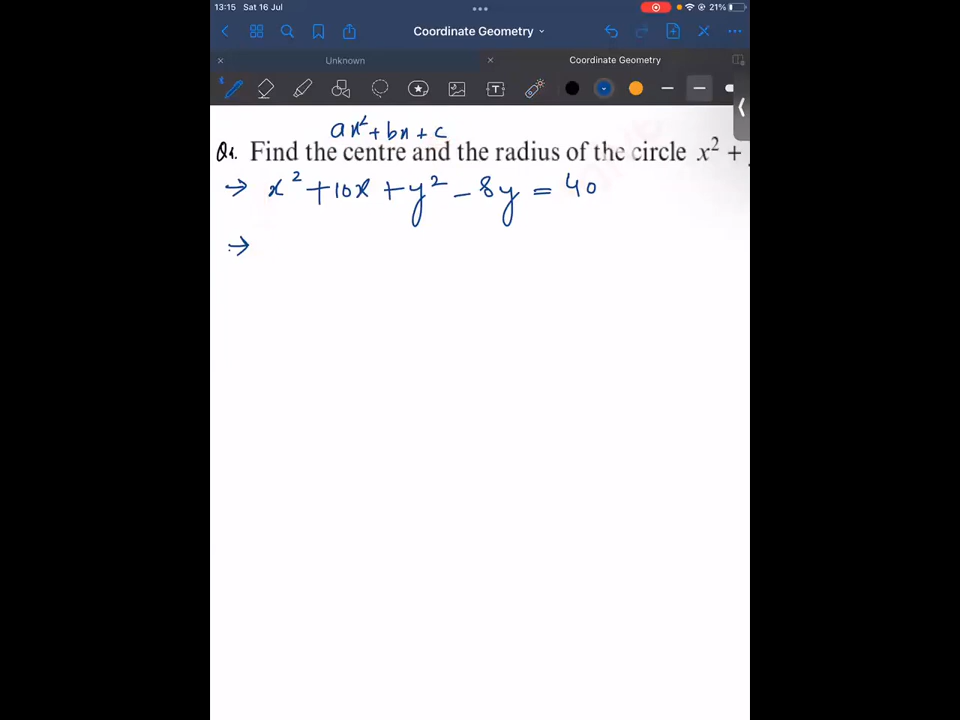 13:15 Sat 16 Jul
21%
Coordinate Geometry
Unknown
Coordinate Geometry
ax² + bx + c
Q1. Find the centre and the radius of the circle x² +
→ x² + 10x + y² - 8y = 40
→